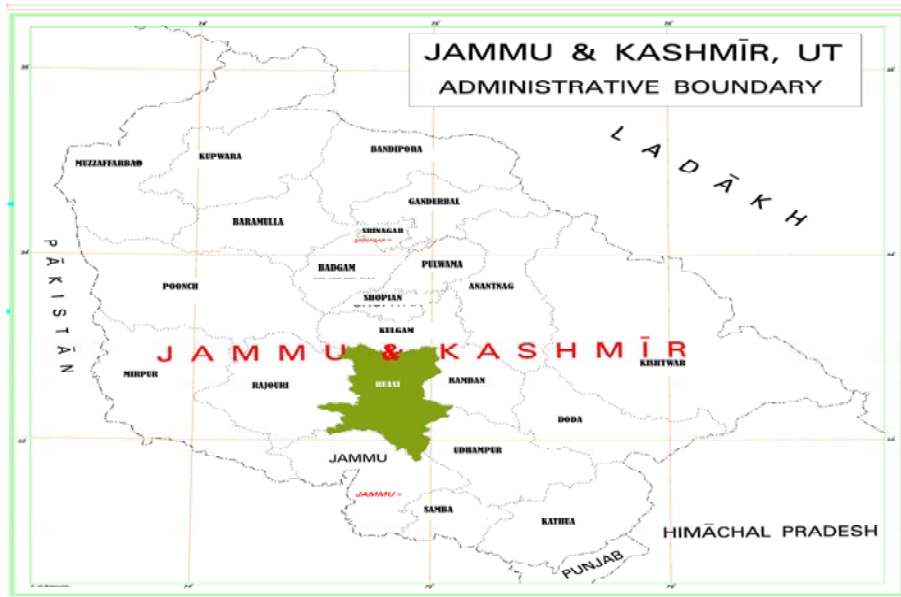 JAMMU & KASHMĪR, UT
ADMINISTRATIVE BOUNDARY
LADĀKH
BANDIPORA
KUPWARA
MUZZAFFARBAD
GANDERBAL
BARAMULLA
SRINAGAR
PĀKISTĀN
BADGAM
PULWAMA
POONCH
ANANTNAG
SHOPIAN
KULGAM
JAMMU & KASHMĪR
KISHTWAR
MIRPUR
RAJOURI
REASI
RAMBAN
DODA
JAMMU
UDHAMPUR
JAMMU
SAMBA
KATHUA
HIMĀCHAL PRADESH
PUNJAB